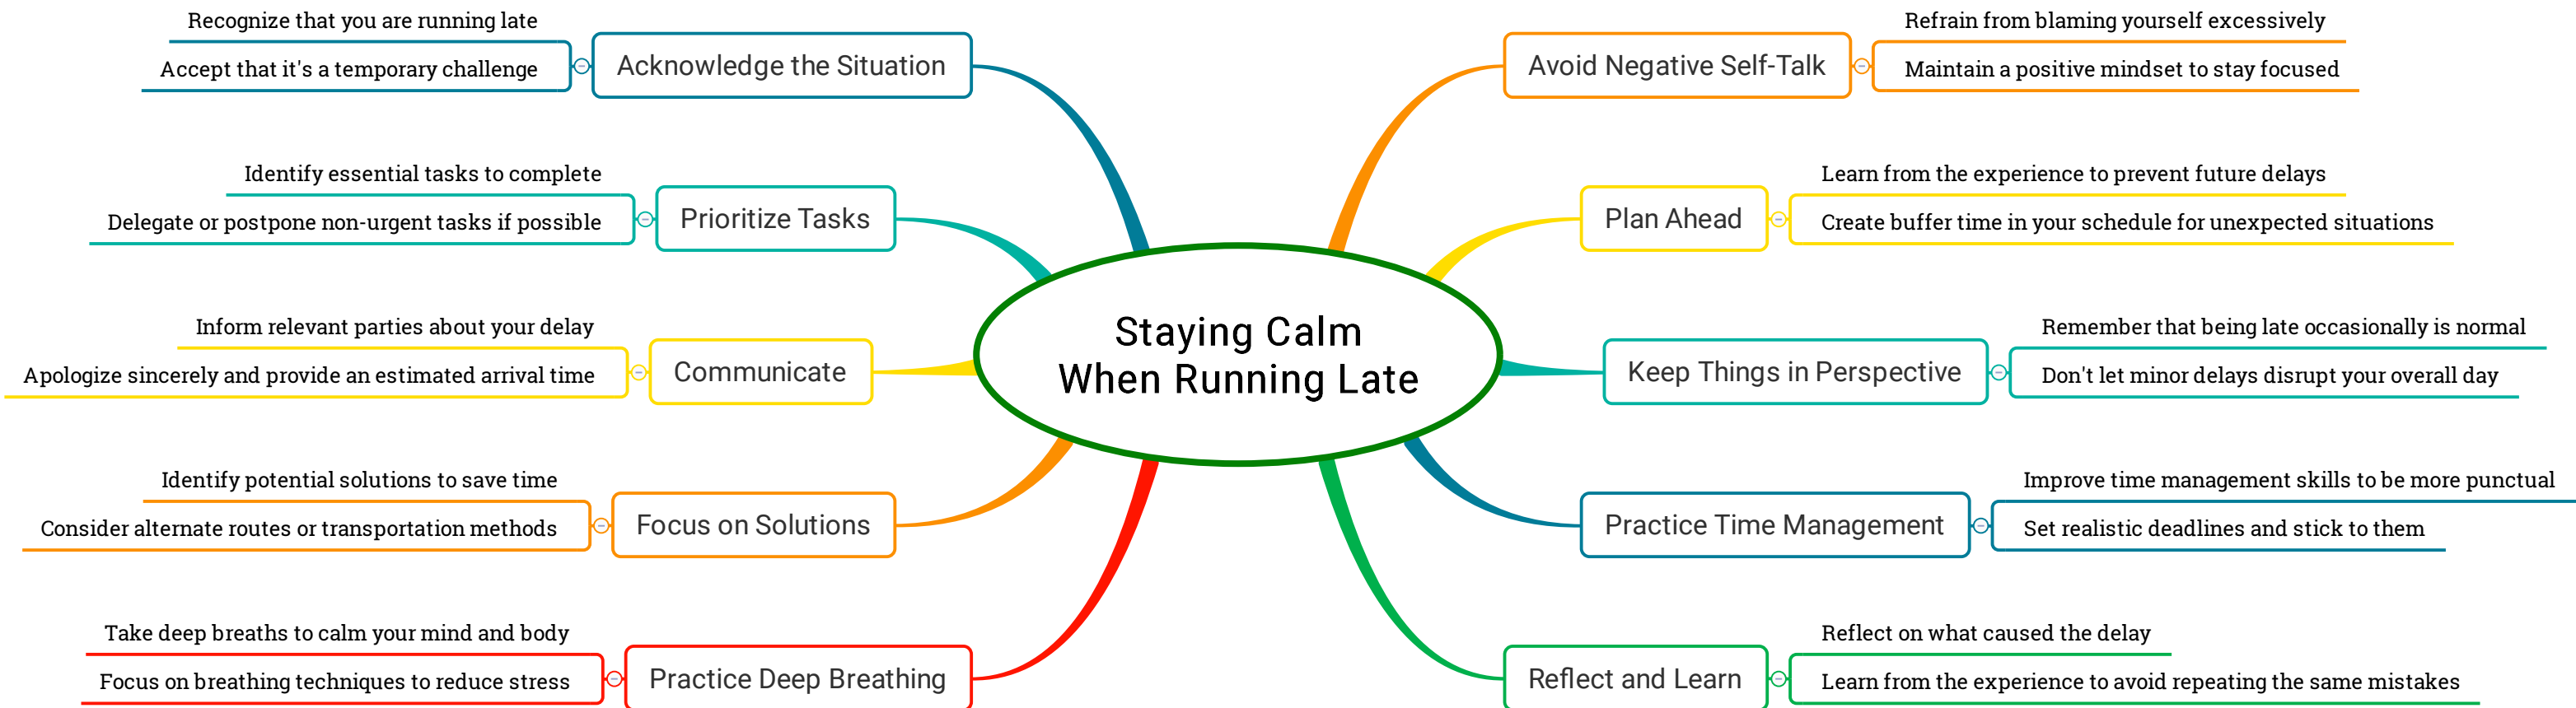 Staying Calm
When Running Late
Acknowledge the Situation
Recognize that you are running late
Accept that it's a temporary challenge
Prioritize Tasks
Identify essential tasks to complete
Delegate or postpone non-urgent tasks if possible
Communicate
Inform relevant parties about your delay
Apologize sincerely and provide an estimated arrival time
Focus on Solutions
Identify potential solutions to save time
Consider alternate routes or transportation methods
Practice Deep Breathing
Take deep breaths to calm your mind and body
Focus on breathing techniques to reduce stress
Avoid Negative Self-Talk
Refrain from blaming yourself excessively
Maintain a positive mindset to stay focused
Plan Ahead
Learn from the experience to prevent future delays
Create buffer time in your schedule for unexpected situations
Keep Things in Perspective
Remember that being late occasionally is normal
Don't let minor delays disrupt your overall day
Practice Time Management
Improve time management skills to be more punctual
Set realistic deadlines and stick to them
Reflect and Learn
Reflect on what caused the delay
Learn from the experience to avoid repeating the same mistakes